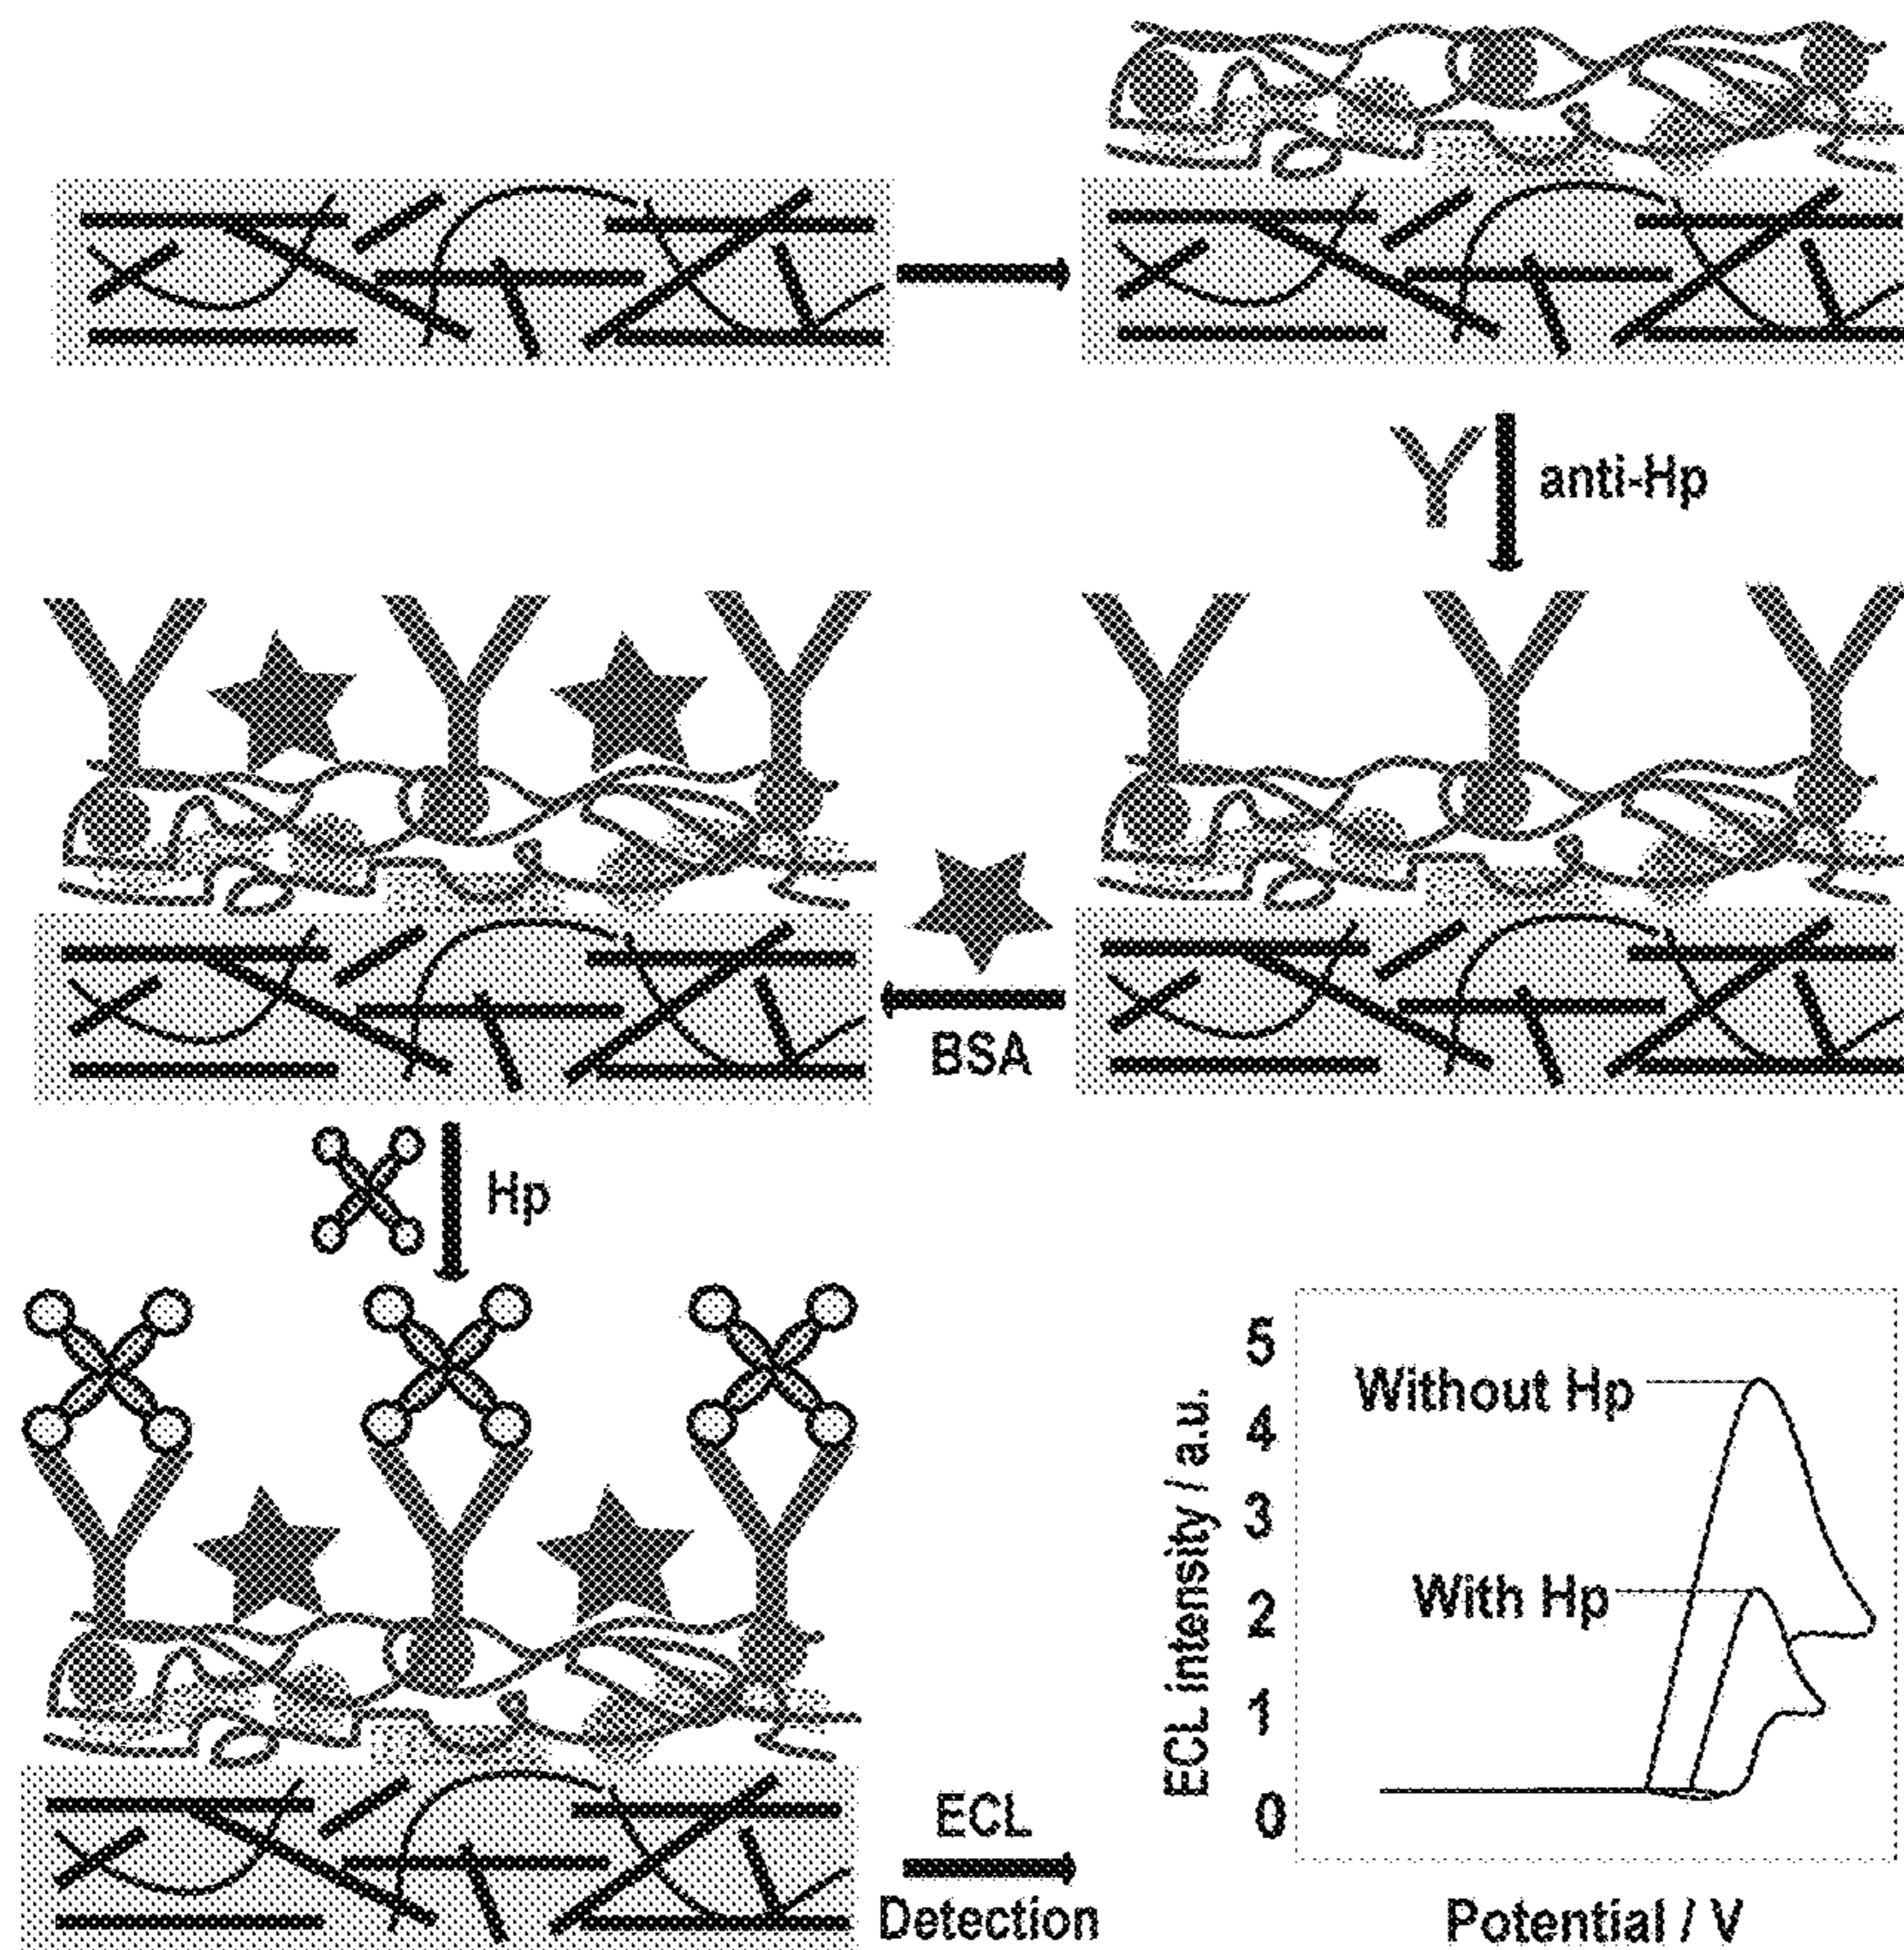 anti-Hp
BSA
Hp
ECL
Detection
5
4
3
2
1
0
ECL intensity / a.u.
Without Hp
With Hp
Potential / V